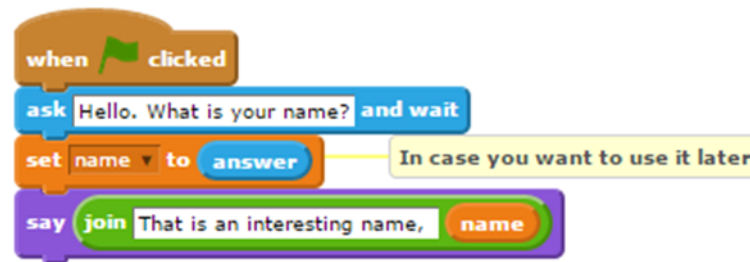 when clicked
ask Hello. What is your name? and wait
set name to answer
In case you want to use it later
say join That is an interesting name, name